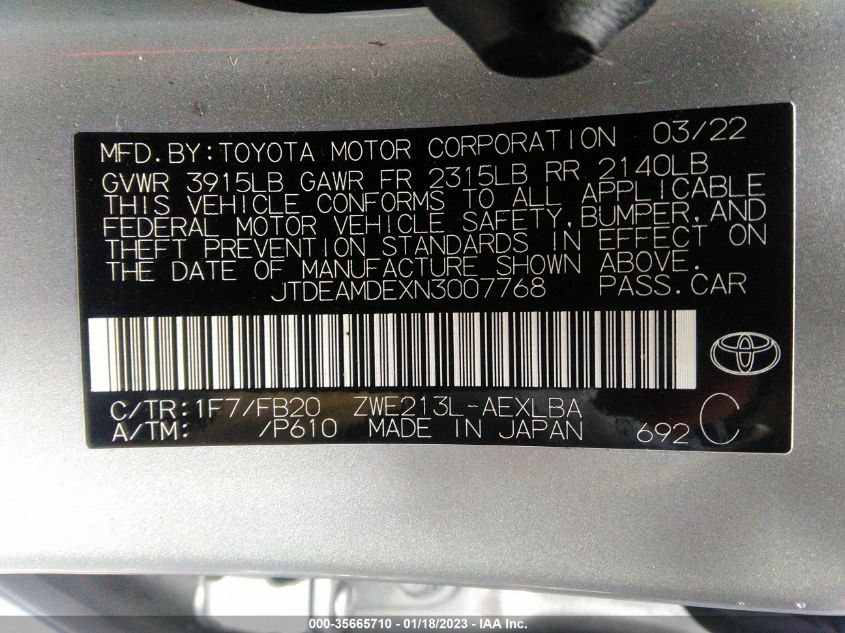 MFD.BY:TOYOTA MOTOR CORPORATION 03/22
GVWR 3915LB GAWR FR 2315LB RR 2140LB
THIS VEHICLE CONFORMS TO ALL APPLICABLE
FEDERAL MOTOR VEHICLE SAFETY,BUMPER,AND
THEFT PREVENTION STANDARDS IN EFFECT ON
THE DATE OF MANUFACTURE SHOWN ABOVE.
JTDEAMDEXN3007768 PASS.CAR
C/TR:1F7/FB20 ZWE213L-AEXLBA
A/TM: /P610 MADE IN JAPAN 692 C
000-35665710 | 01/18/2023 - IAA Inc.